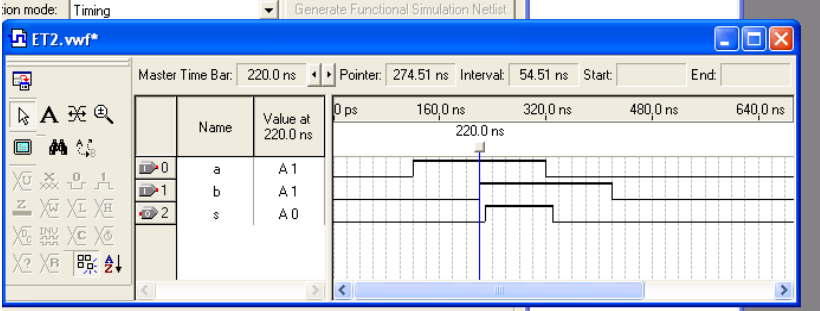 tion mode: Timing Generate Functional Simulation Netlist
ET2.vwf*
Master Time Bar: 220.0 ns Pointer: 274.51 ns Interval: 54.51 ns Start: End:
Name Value at 220.0 ns 0 ps 160,0 ns 320,0 ns 480,0 ns 640,0 ns
220.0 ns
0 a A 1
1 b A 1
2 s A 0